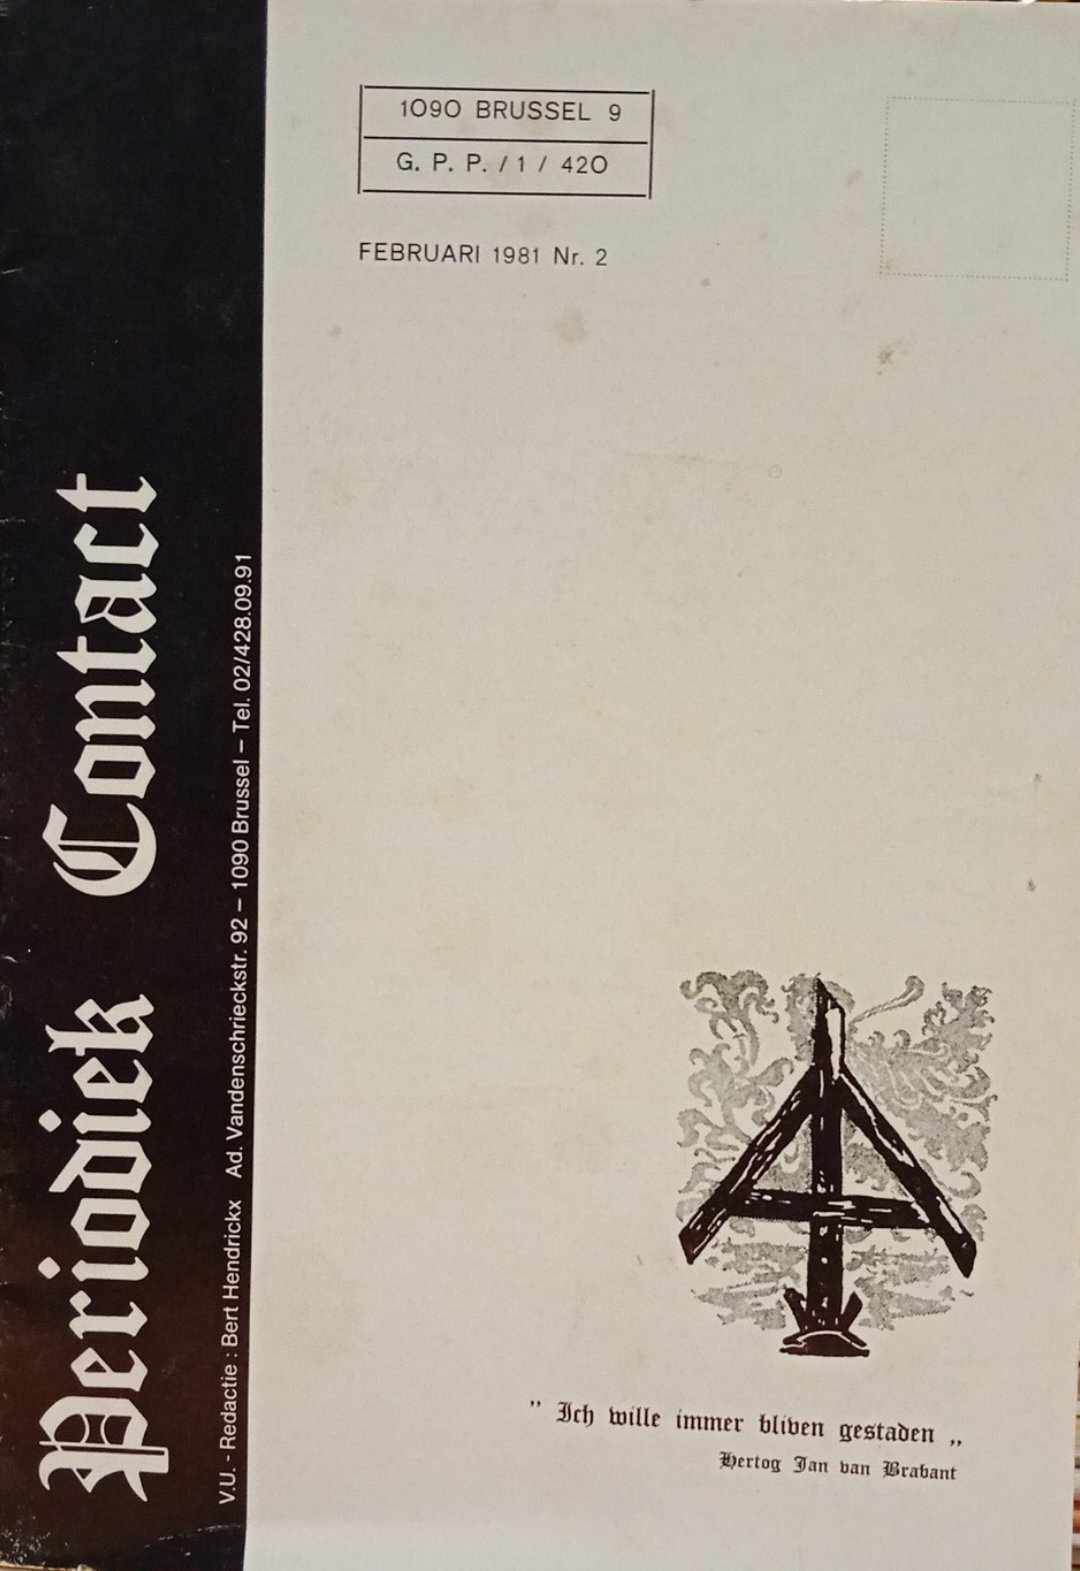 1090 BRUSSEL 9
G. P. P. / 1 / 420
FEBRUARI 1981 Nr. 2
Periodiek Contact
V.U. - Redactie : Bert Hendrickx Ad. Vandenschrieckstr. 92 – 1090 Brussel – Tel. 02/428.09.91
" Ich wille immer bliven gestaden „
Hertog Jan van Brabant